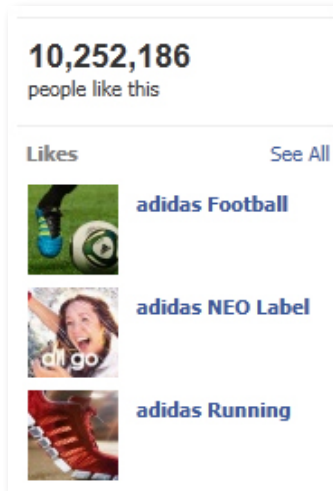 10,252,186
people like this
Likes
See All
adidas Football
adidas NEO Label
all go
adidas Running